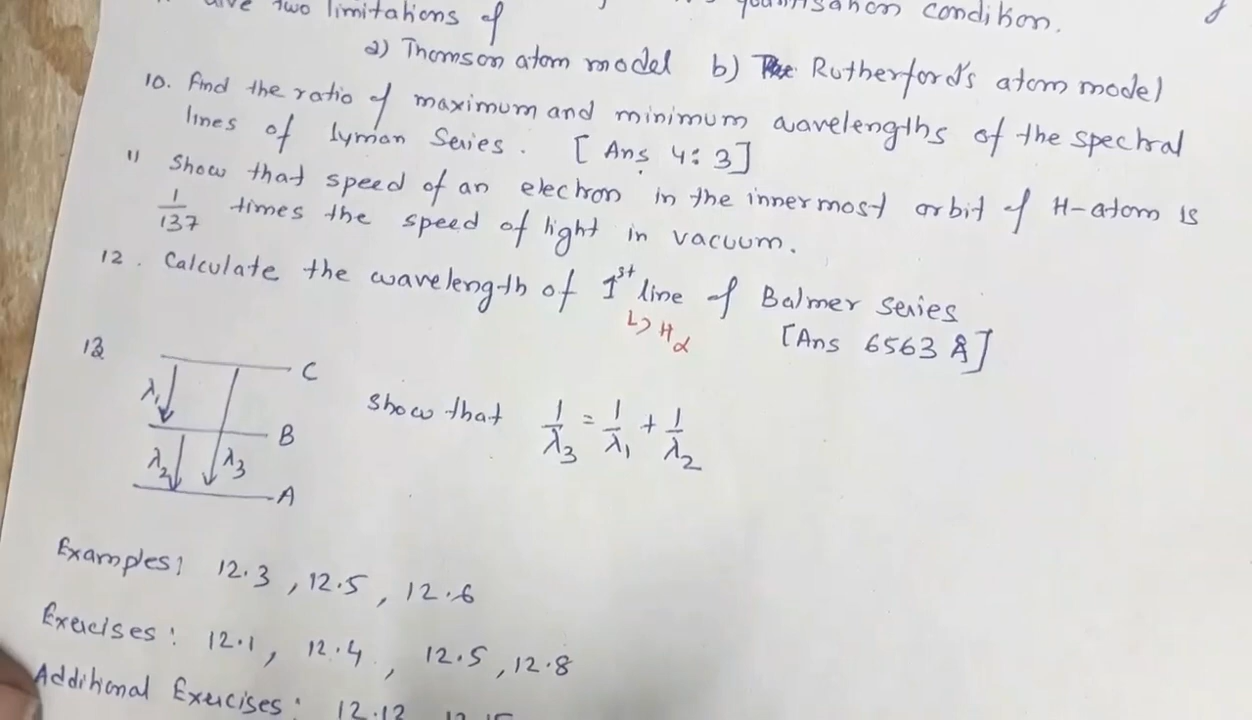 two limitations of
condition.
a) Thomson atom model b) Rutherford's atom model
10. Find the ratio of maximum and minimum wavelengths of the spectral
lines of lyman Series. [Ans 4:3]
11 Show that speed of an electron in the innermost orbit of H-atom is
1/137 times the speed of light in vacuum.
12. Calculate the wavelength of 1st line of Balmer series
↳ Hα
[Ans 6563 Å]
13
C
λ1
B
λ2 λ3
A
Show that 1/λ3 = 1/λ1 + 1/λ2
Examples: 12.3, 12.5, 12.6
Exercises: 12.1, 12.4, 12.5, 12.8
Additional Exercises: 12.12